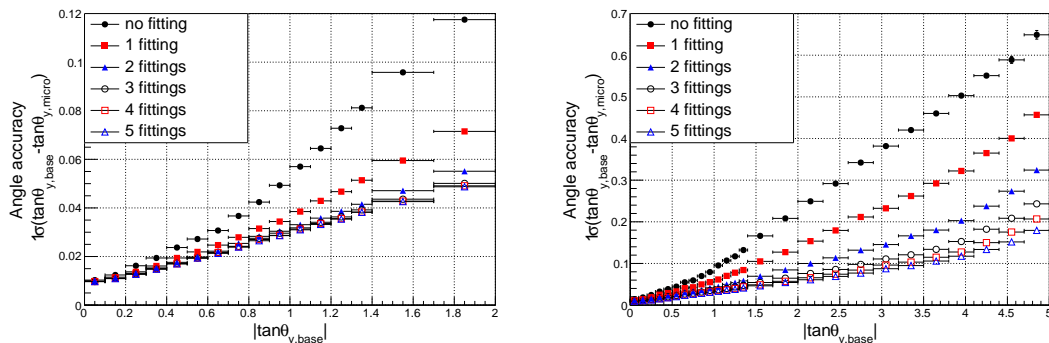 0.12
0.1
0.08
0.06
0.04
0.02
0
Angle accuracy
1σ(tanθy,base-tanθy,micro)
no fitting
1 fitting
2 fittings
3 fittings
4 fittings
5 fittings
0 0.2 0.4 0.6 0.8 1 1.2 1.4 1.6 1.8 2
|tanθy,base|
0.7
0.6
0.5
0.4
0.3
0.2
0.1
0
Angle accuracy
1σ(tanθy,base-tanθy,micro)
no fitting
1 fitting
2 fittings
3 fittings
4 fittings
5 fittings
0 0.5 1 1.5 2 2.5 3 3.5 4 4.5 5
|tanθy,base|